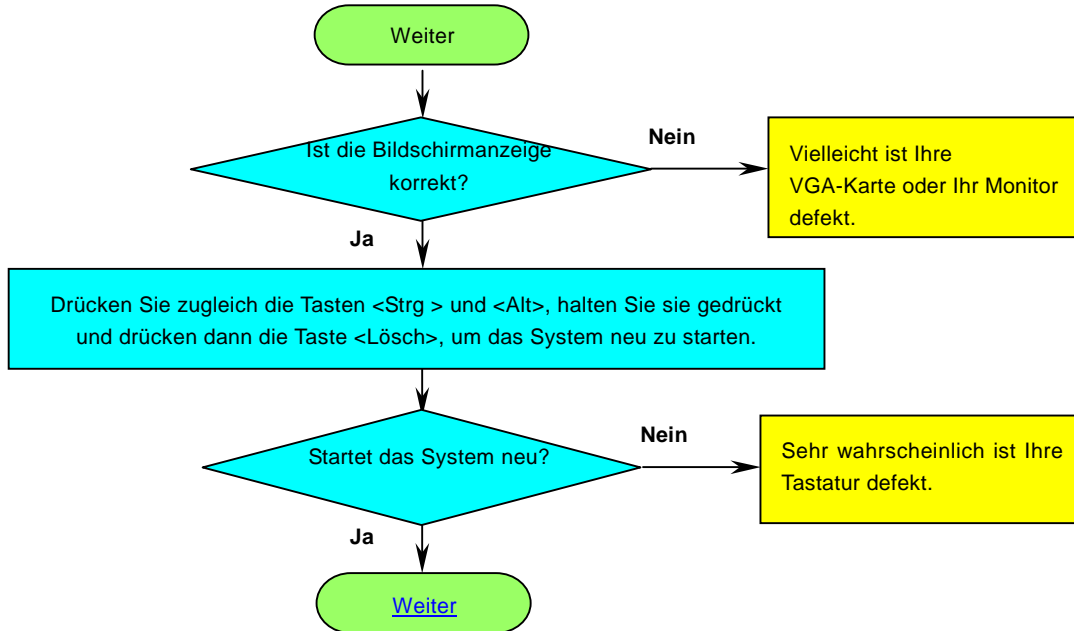 Weiter
Ist die Bildschirmanzeige
korrekt?
Nein
Vielleicht ist Ihre
VGA-Karte oder Ihr Monitor
defekt.
Ja
Drücken Sie zugleich die Tasten <Strg > und <Alt>, halten Sie sie gedrückt
und drücken dann die Taste <Lösch>, um das System neu zu starten.
Startet das System neu?
Nein
Sehr wahrscheinlich ist Ihre
Tastatur defekt.
Ja
Weiter